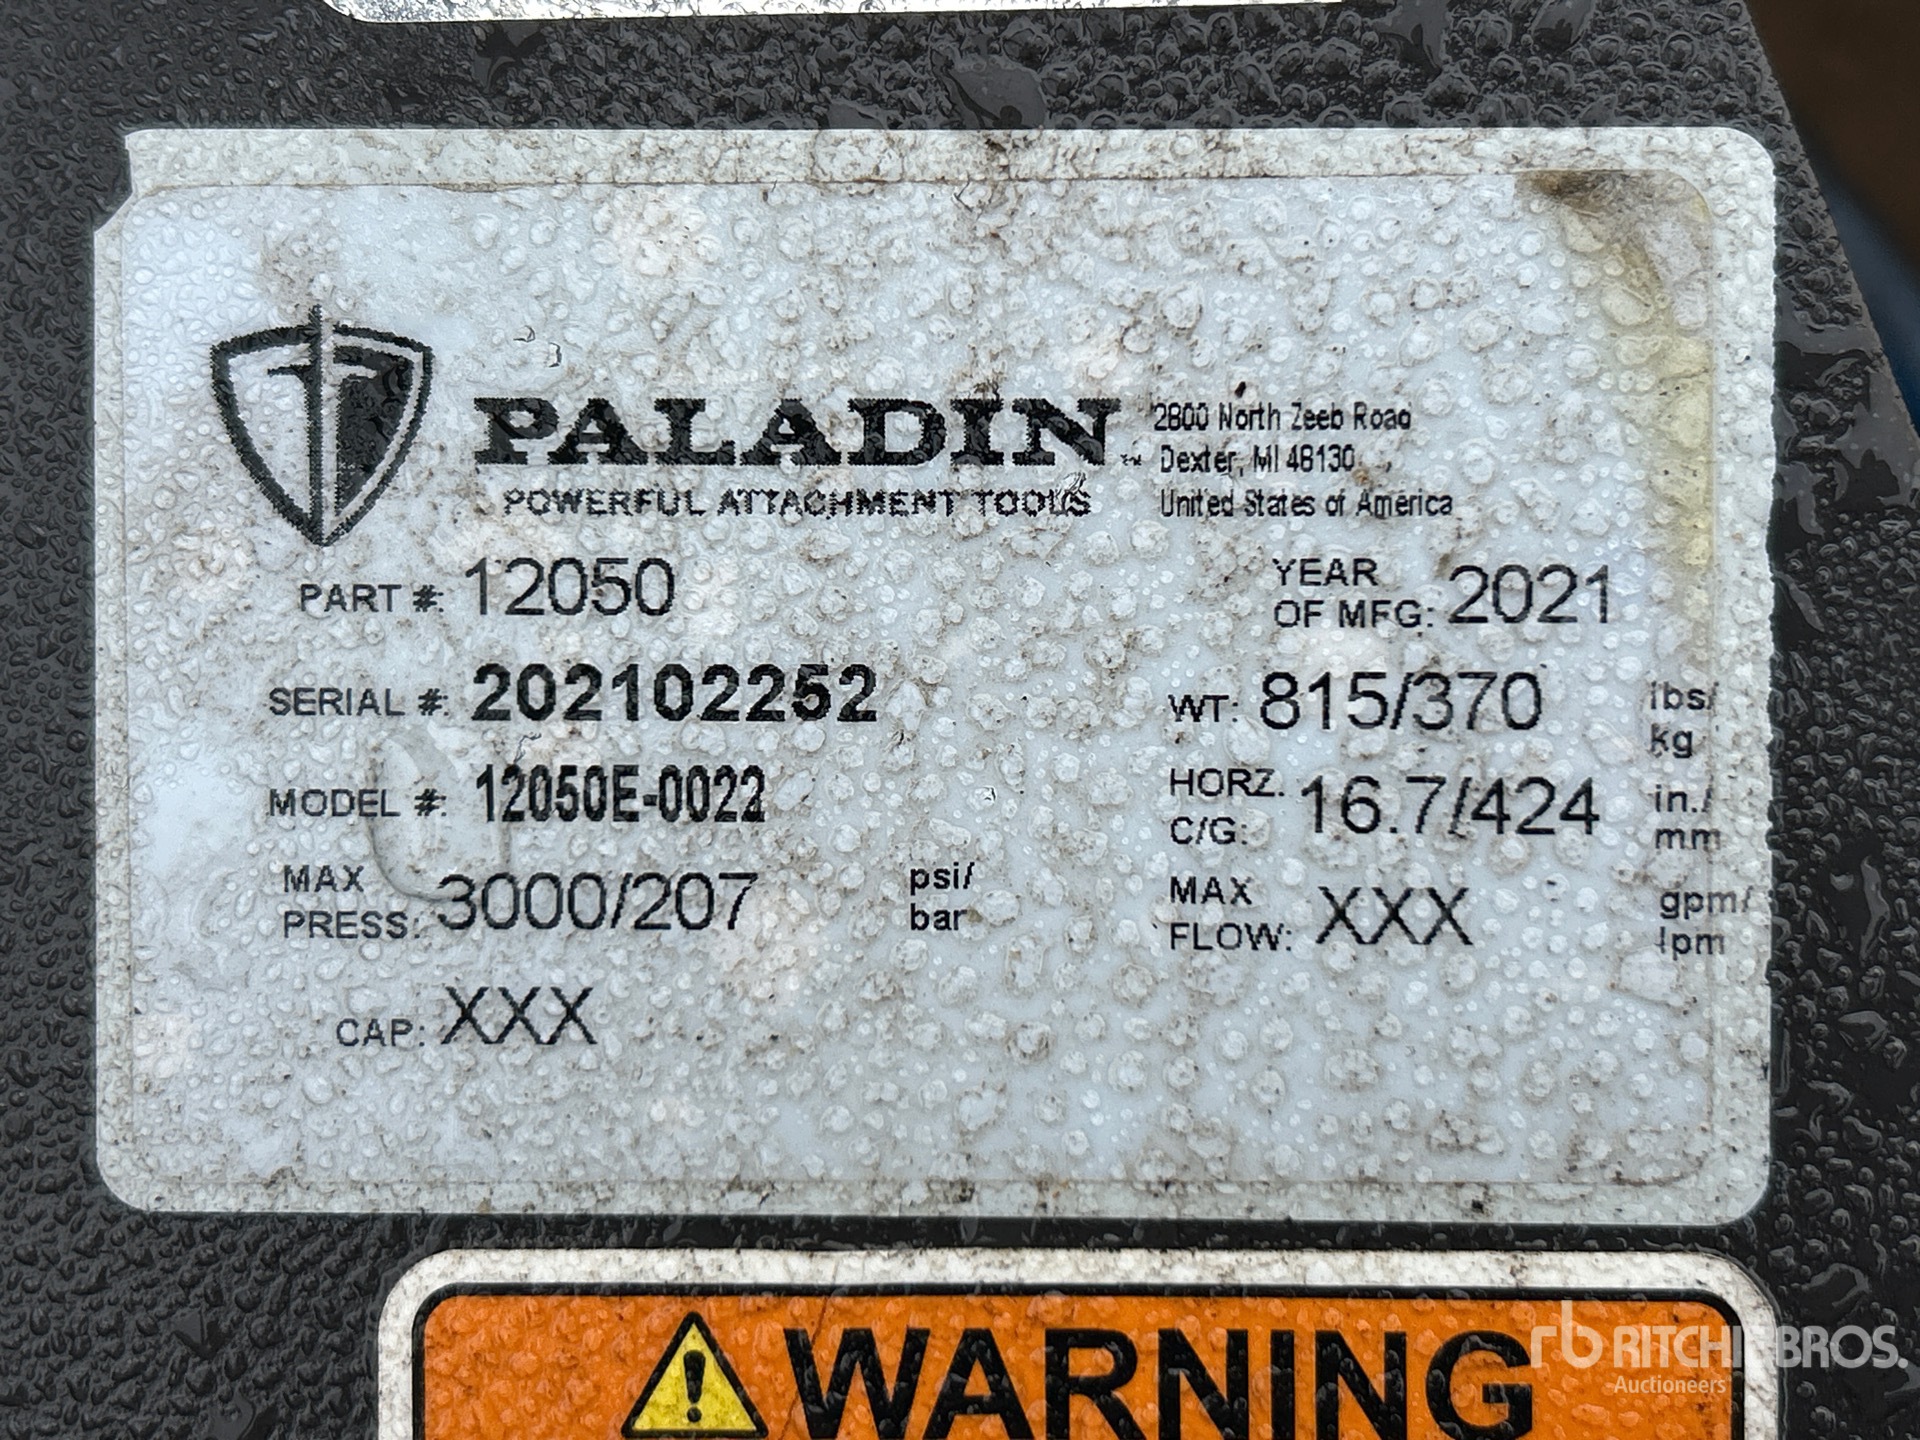 PALADIN™
POWERFUL ATTACHMENT TOOLS
2800 North Zeeb Road
Dexter, MI 48130
United States of America
PART #: 12050
SERIAL #: 202102252
MODEL #: 12050E-0022
MAX PRESS: 3000/207 psi/bar
CAP: XXX
YEAR OF MFG: 2021
WT: 815/370 lbs/kg
HORZ. C/G: 16.7/424 in./mm
MAX FLOW: XXX gpm/lpm
WARNING
rb RITCHIE BROS.
Auctioneers